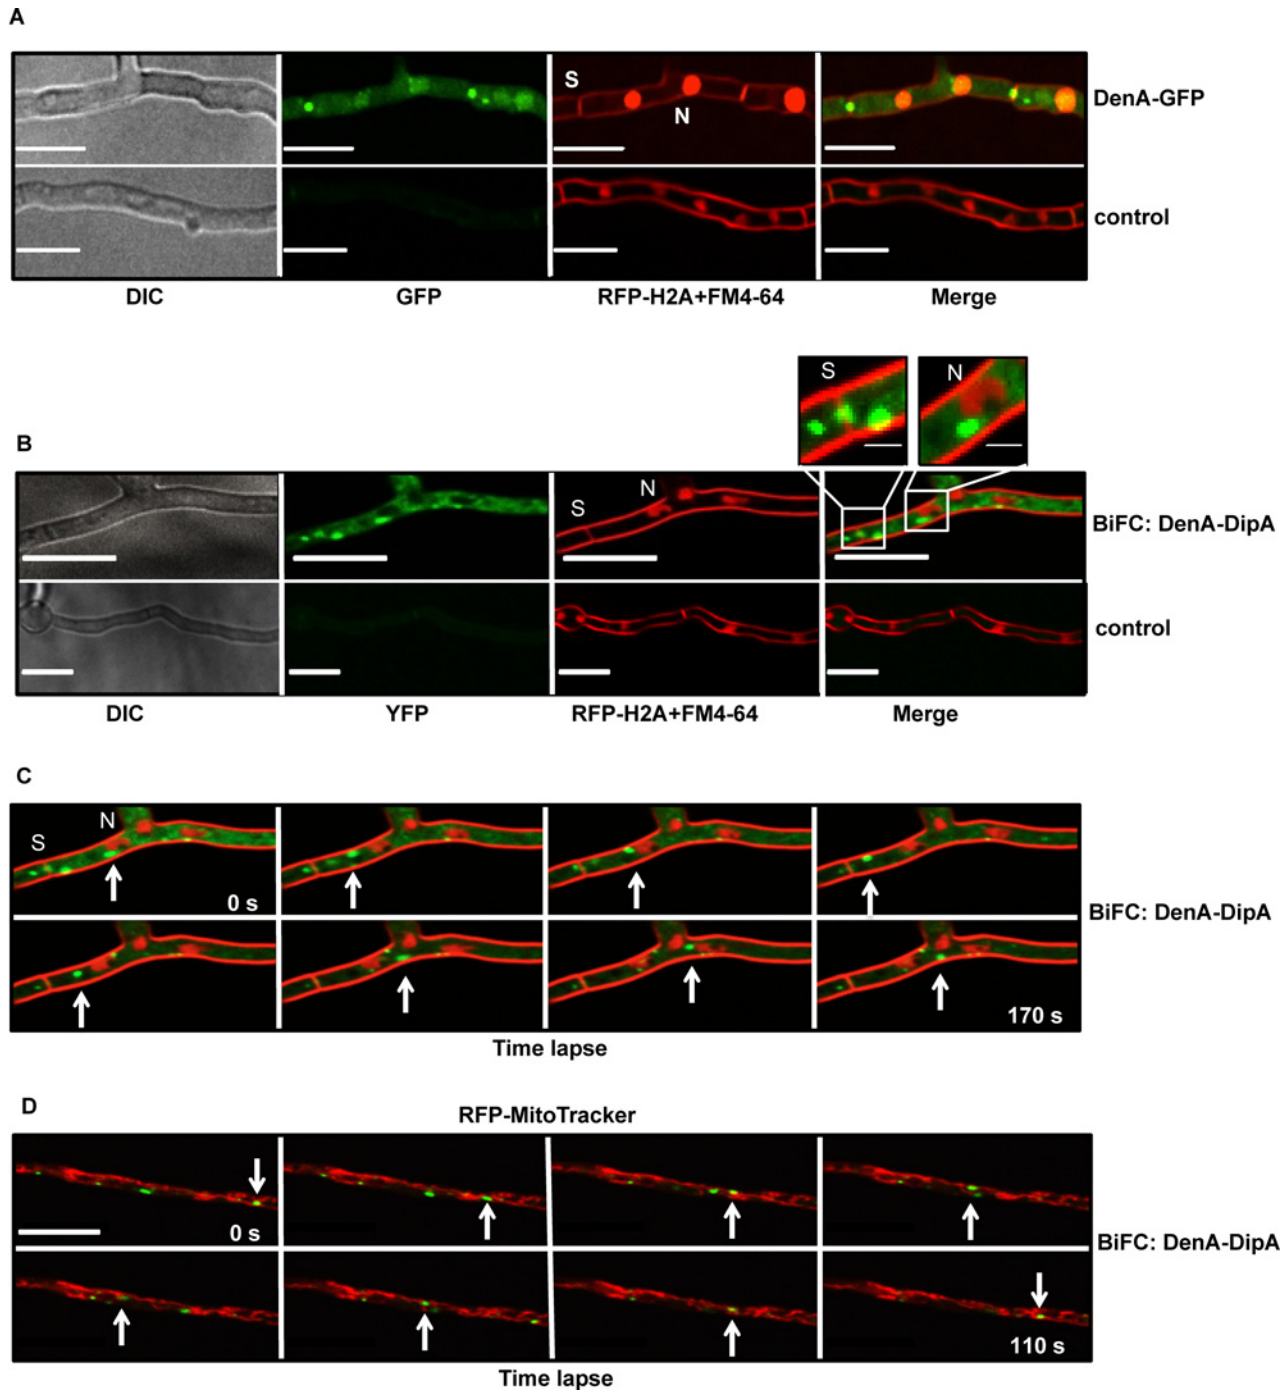 A
S
N
DenA-GFP
control
DIC GFP RFP-H2A+FM4-64 Merge
S N
B
S N
BiFC: DenA-DipA
control
DIC YFP RFP-H2A+FM4-64 Merge
C
S N
0 s
BiFC: DenA-DipA
170 s
Time lapse
D
RFP-MitoTracker
0 s
BiFC: DenA-DipA
110 s
Time lapse